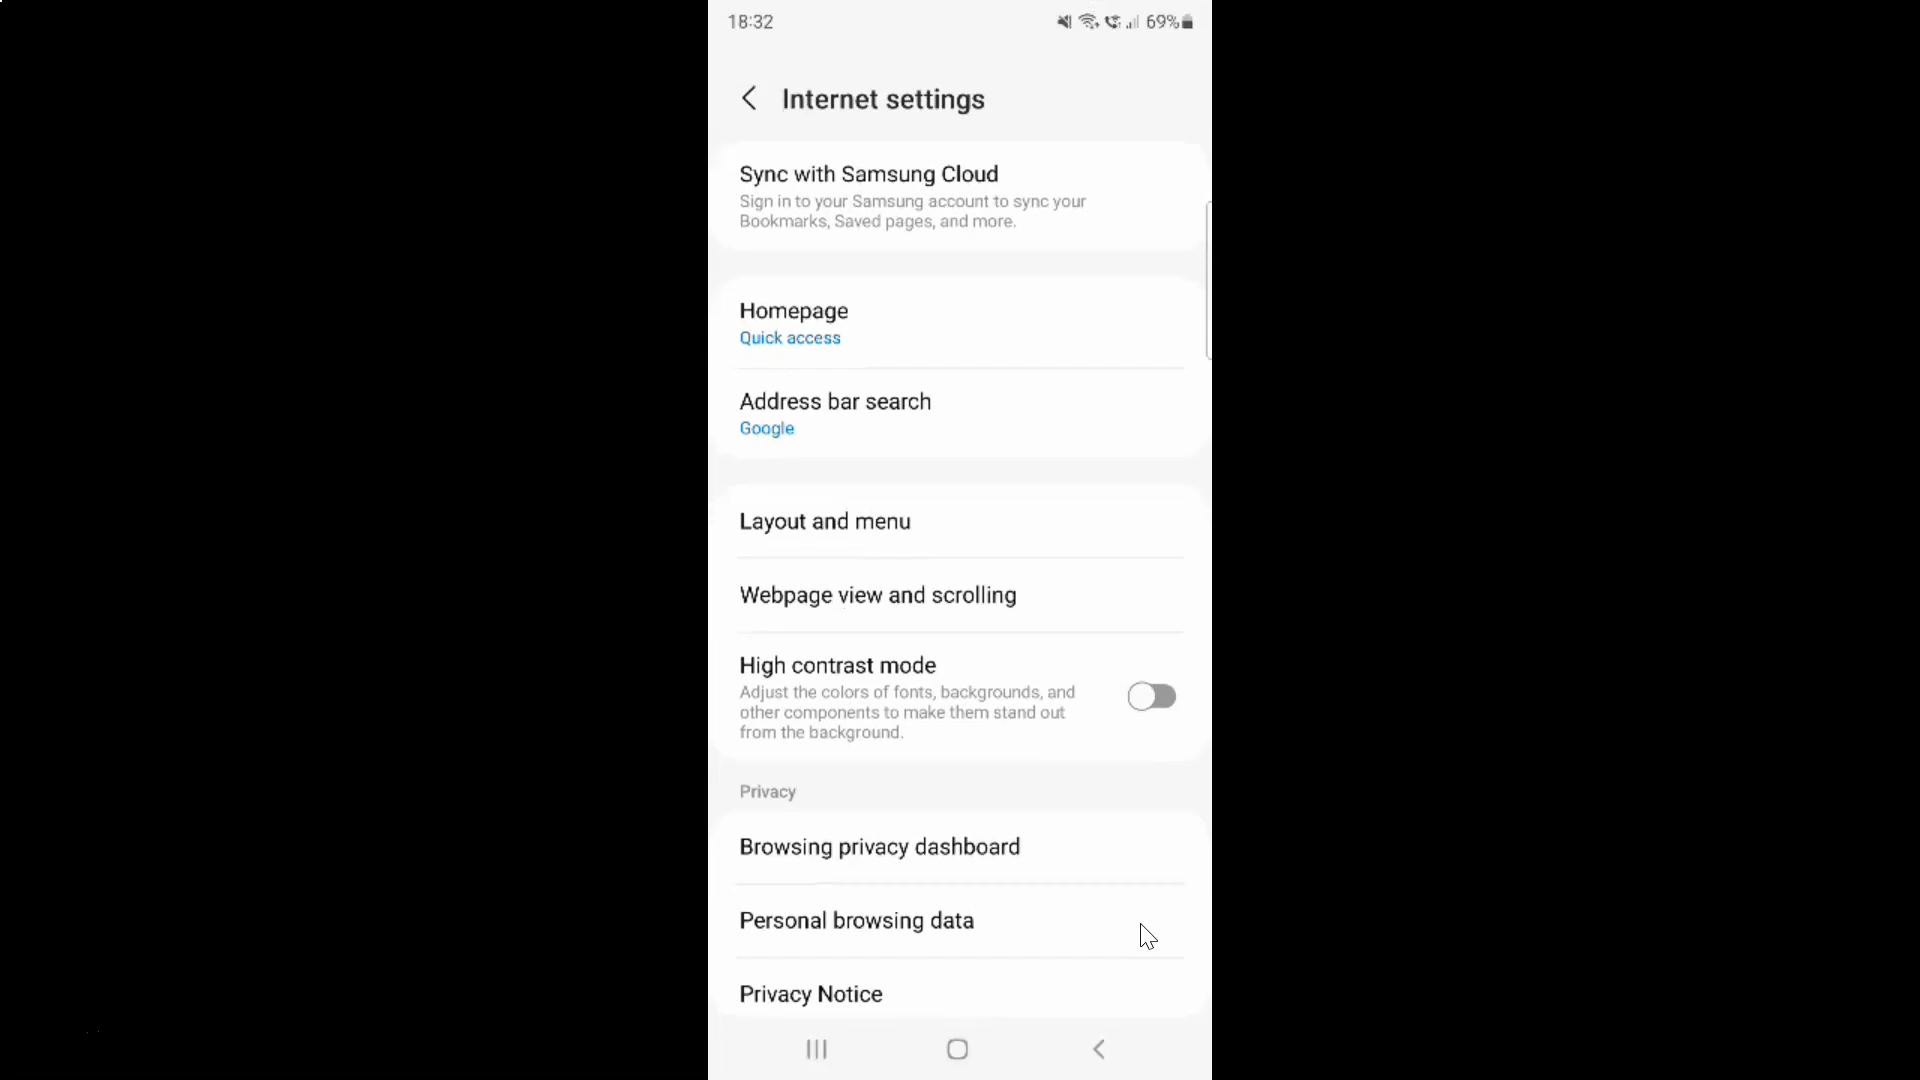 18:32
69%
Internet settings
Sync with Samsung Cloud
Sign in to your Samsung account to sync your
Bookmarks, Saved pages, and more.
Homepage
Quick access
Address bar search
Google
Layout and menu
Webpage view and scrolling
High contrast mode
Adjust the colors of fonts, backgrounds, and
other components to make them stand out
from the background.
Privacy
Browsing privacy dashboard
Personal browsing data
Privacy Notice